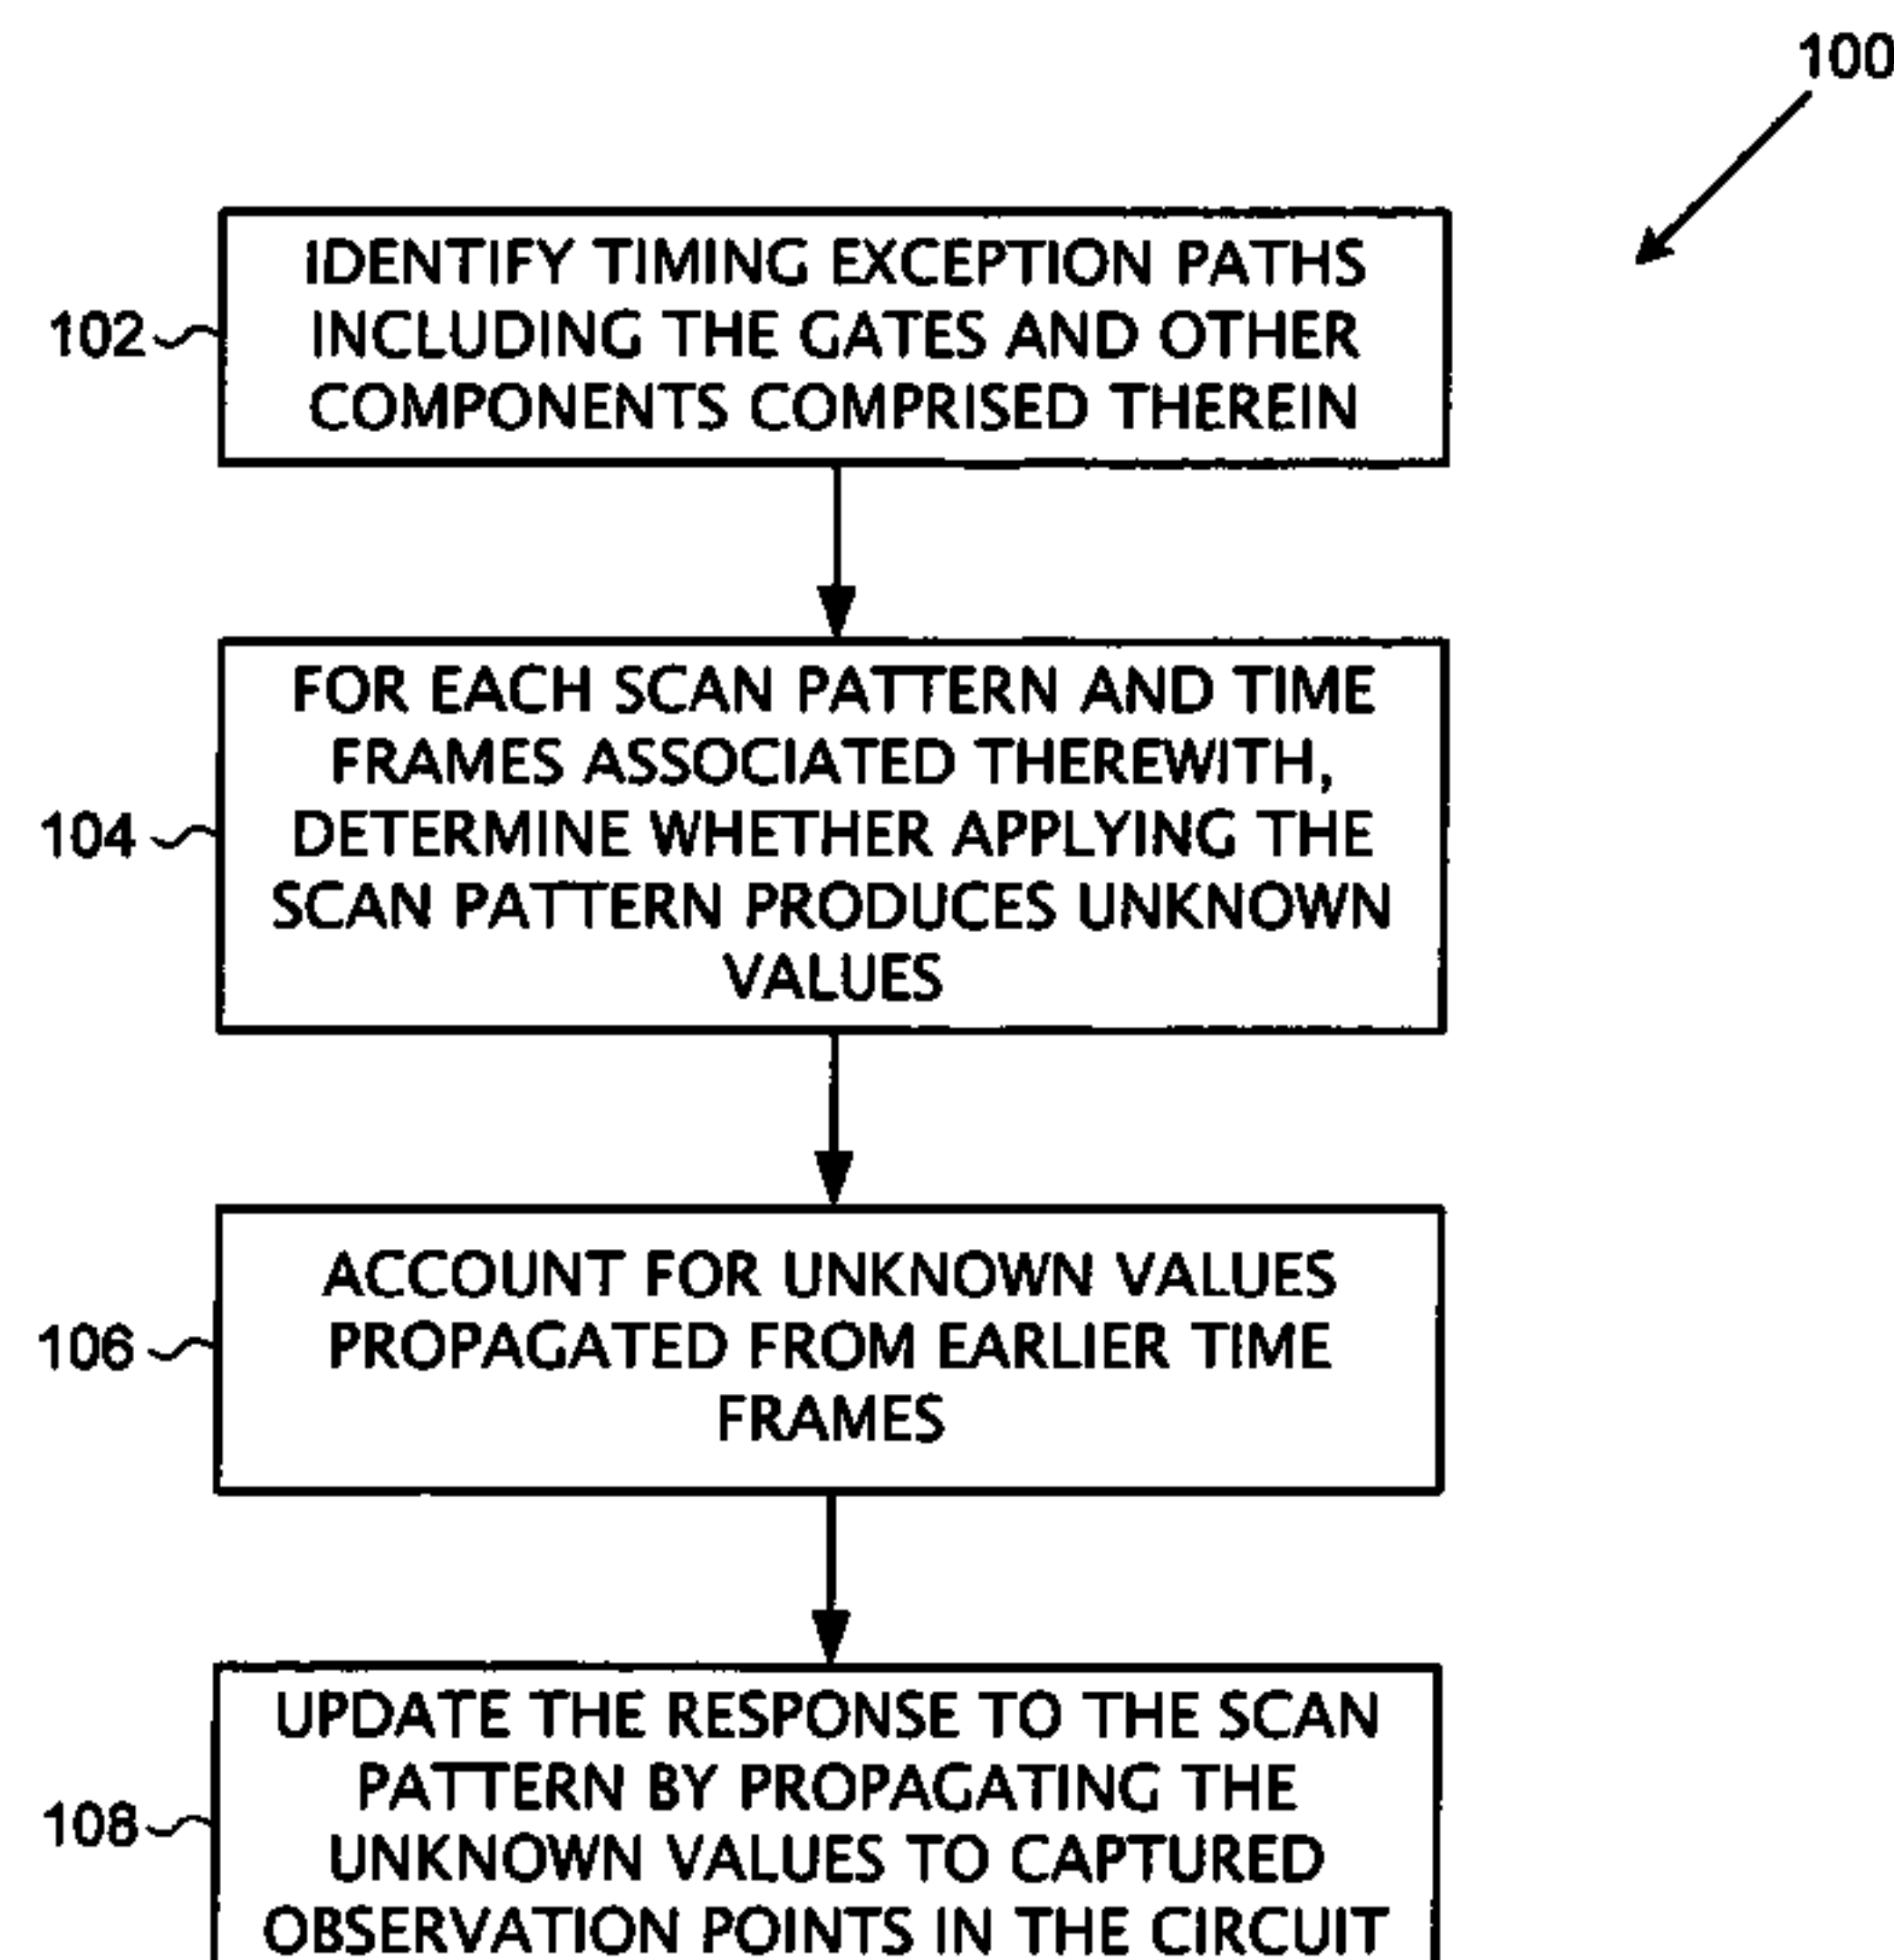 100
IDENTIFY TIMING EXCEPTION PATHS
INCLUDING THE GATES AND OTHER
COMPONENTS COMPRISED THEREIN
102
FOR EACH SCAN PATTERN AND TIME
FRAMES ASSOCIATED THEREWITH,
DETERMINE WHETHER APPLYING THE
SCAN PATTERN PRODUCES UNKNOWN
VALUES
104
ACCOUNT FOR UNKNOWN VALUES
PROPAGATED FROM EARLIER TIME
FRAMES
106
UPDATE THE RESPONSE TO THE SCAN
PATTERN BY PROPAGATING THE
UNKNOWN VALUES TO CAPTURED
OBSERVATION POINTS IN THE CIRCUIT
108